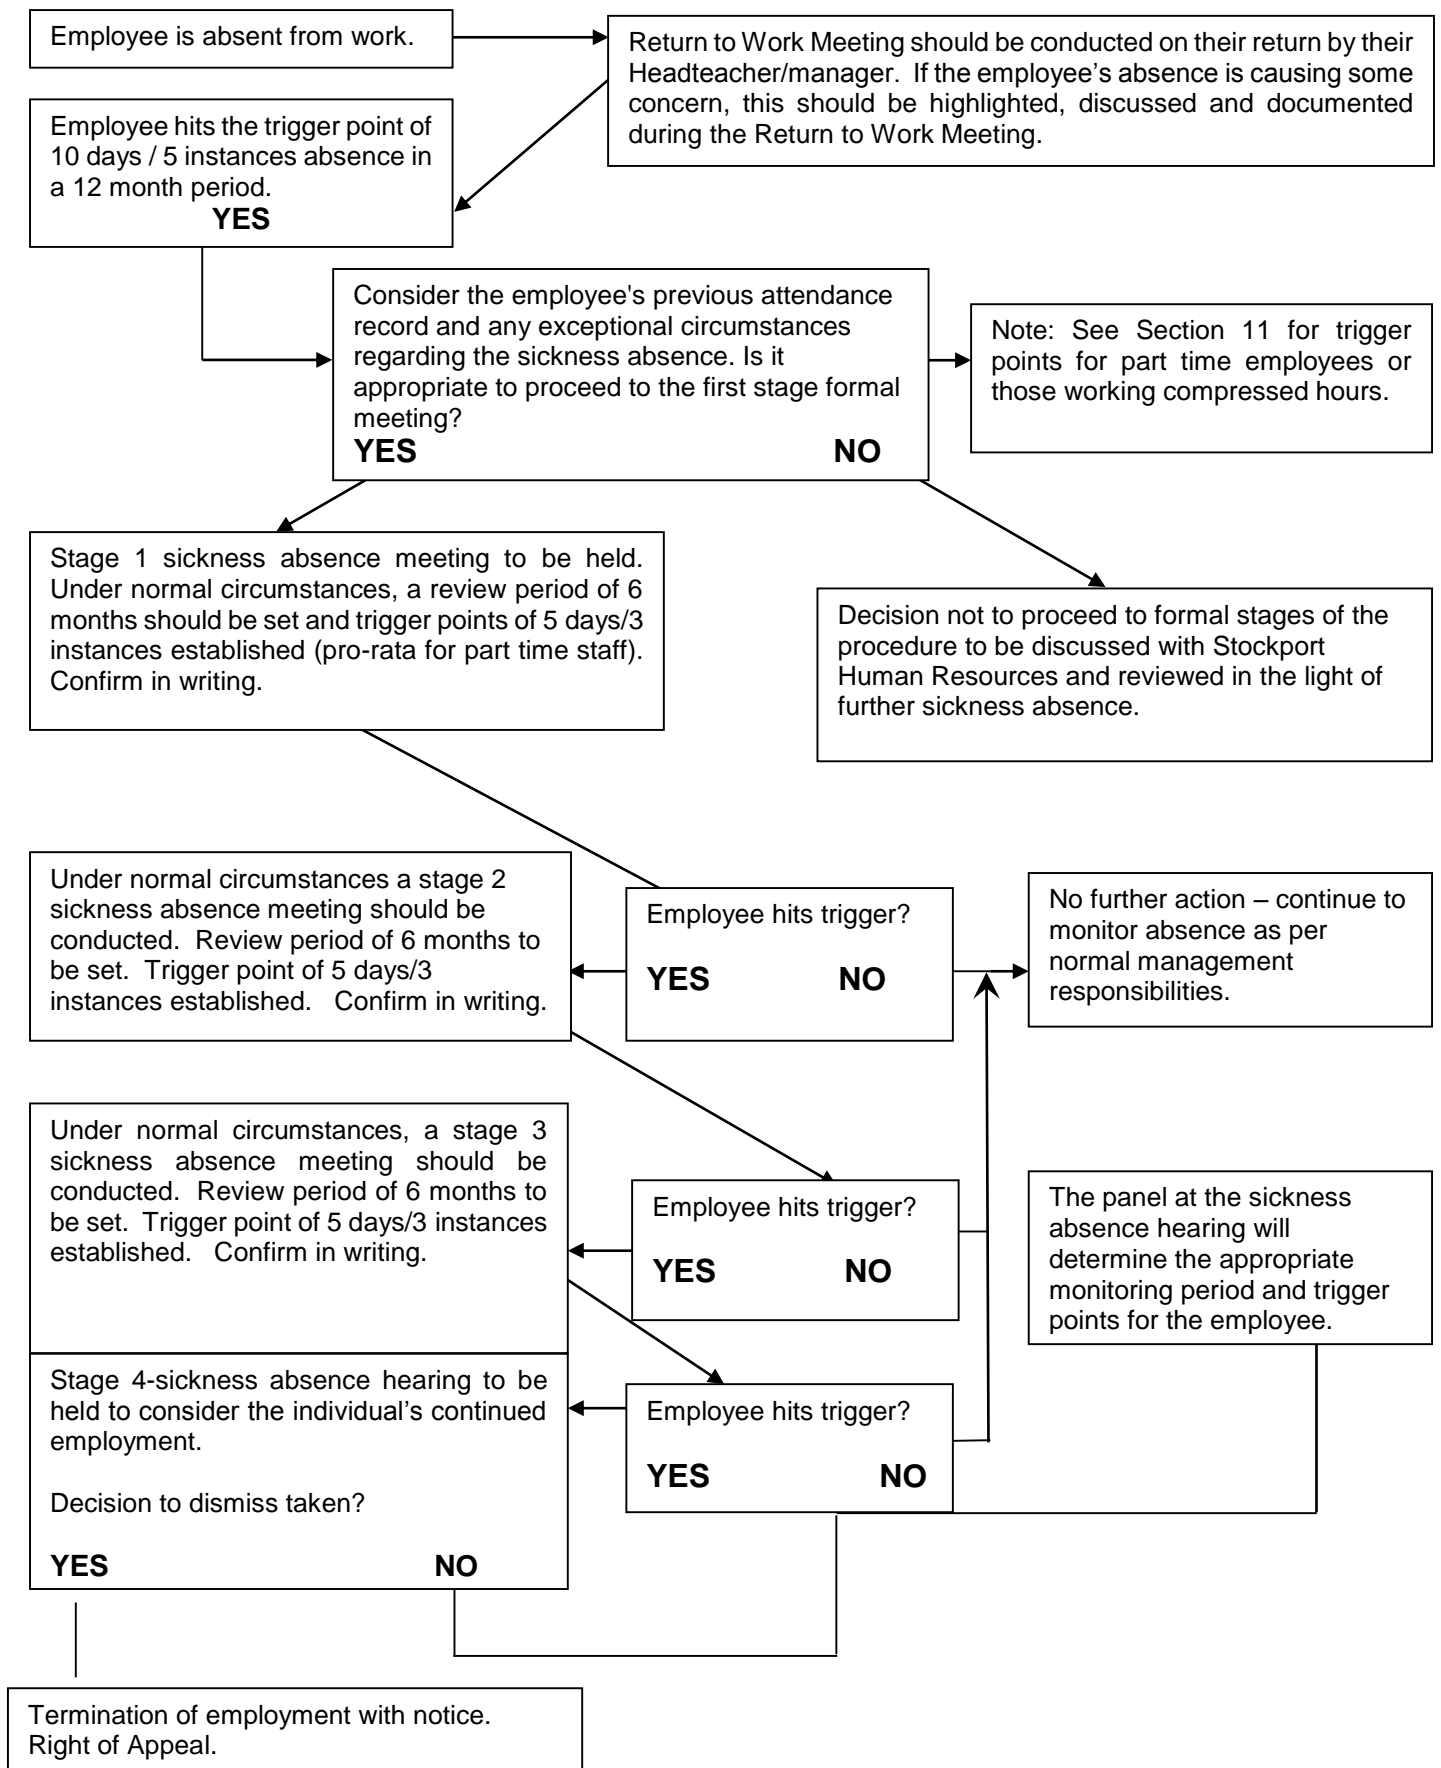 Employee is absent from work.
Return to Work Meeting should be conducted on their return by their
Headteacher/manager. If the employee’s absence is causing some
concern, this should be highlighted, discussed and documented
during the Return to Work Meeting.
Employee hits the trigger point of
10 days / 5 instances absence in
a 12 month period.
YES
Consider the employee's previous attendance
record and any exceptional circumstances
regarding the sickness absence. Is it
appropriate to proceed to the first stage formal
meeting?
YES NO
Note: See Section 11 for trigger
points for part time employees or
those working compressed hours.
Stage 1 sickness absence meeting to be held.
Under normal circumstances, a review period of 6
months should be set and trigger points of 5 days/3
instances established (pro-rata for part time staff).
Confirm in writing.
Decision not to proceed to formal stages of the
procedure to be discussed with Stockport
Human Resources and reviewed in the light of
further sickness absence.
Under normal circumstances a stage 2
sickness absence meeting should be
conducted. Review period of 6 months to
be set. Trigger point of 5 days/3
instances established. Confirm in writing.
Employee hits trigger?
YES NO
No further action – continue to
monitor absence as per
normal management
responsibilities.
Under normal circumstances, a stage 3
sickness absence meeting should be
conducted. Review period of 6 months to
be set. Trigger point of 5 days/3 instances
established. Confirm in writing.
Employee hits trigger?
YES NO
The panel at the sickness
absence hearing will
determine the appropriate
monitoring period and trigger
points for the employee.
Stage 4-sickness absence hearing to be
held to consider the individual’s continued
employment.
Decision to dismiss taken?
YES NO
Employee hits trigger?
YES NO
Termination of employment with notice.
Right of Appeal.